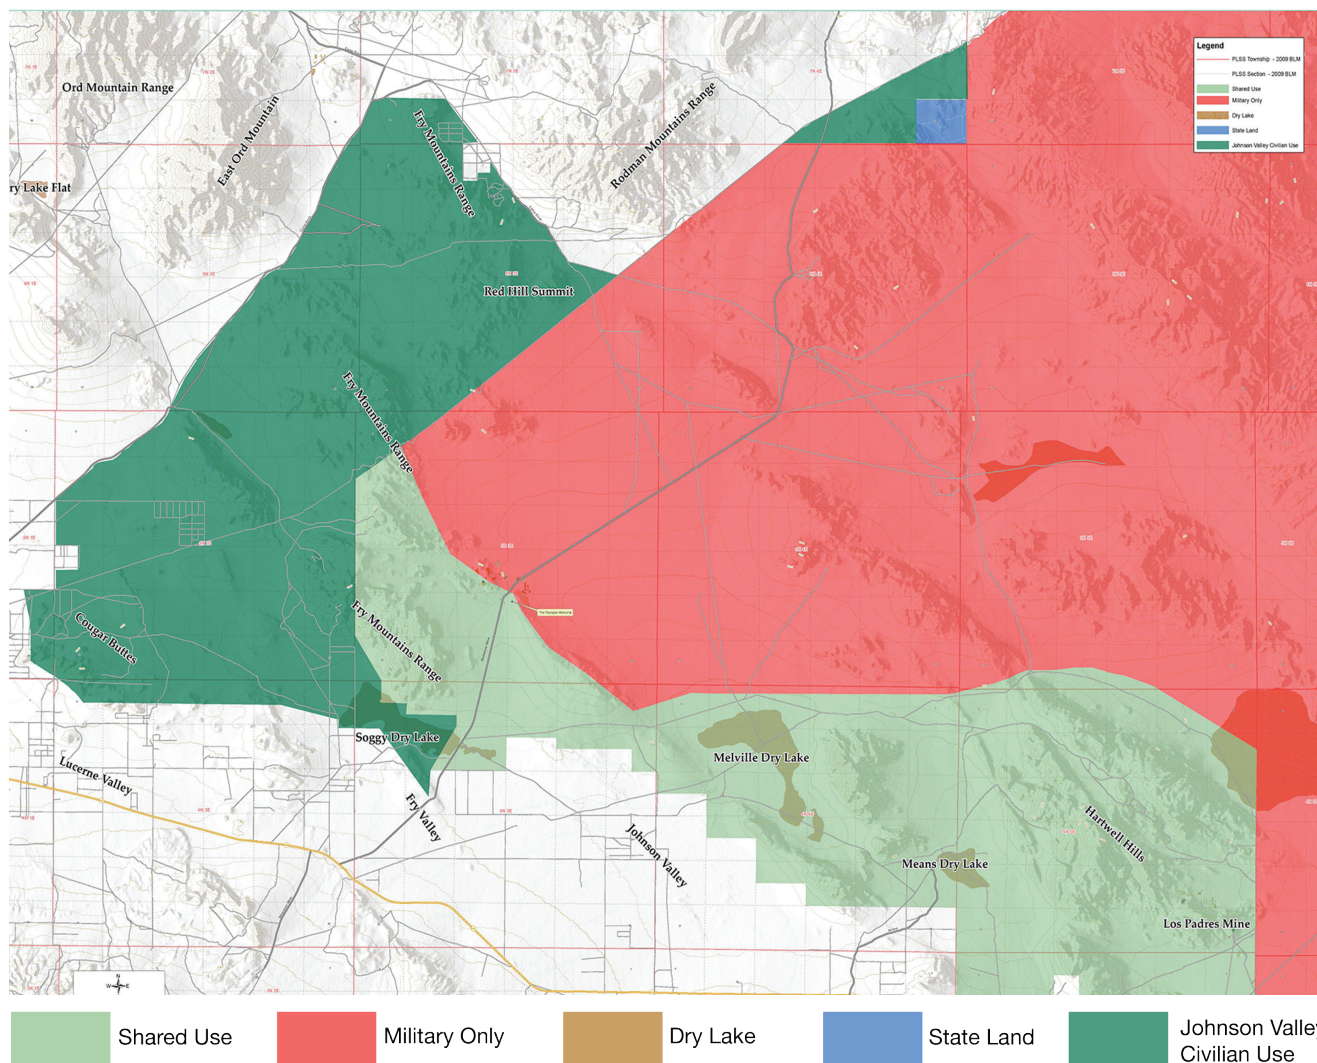 Legend
PLSS Township - 2009 BLM
PLSS Section - 2009 BLM
Shared Use
Military Only
Dry Lake
State Land
Johnson Valley Civilian Use
Ord Mountain Range
East Ord Mountain
Fry Mountains Range
Rodman Mountains Range
ry Lake Flat
Red Hill Summit
Fry Mountains Range
Fry Mountains Range
Cougar Buttes
Soggy Dry Lake
Melville Dry Lake
Lucerne Valley
Fry Valley
Johnson Valley
Means Dry Lake
Hartwell Hills
Los Padres Mine
N
W E
Shared Use
Military Only
Dry Lake
State Land
Johnson Valley
Civilian Use